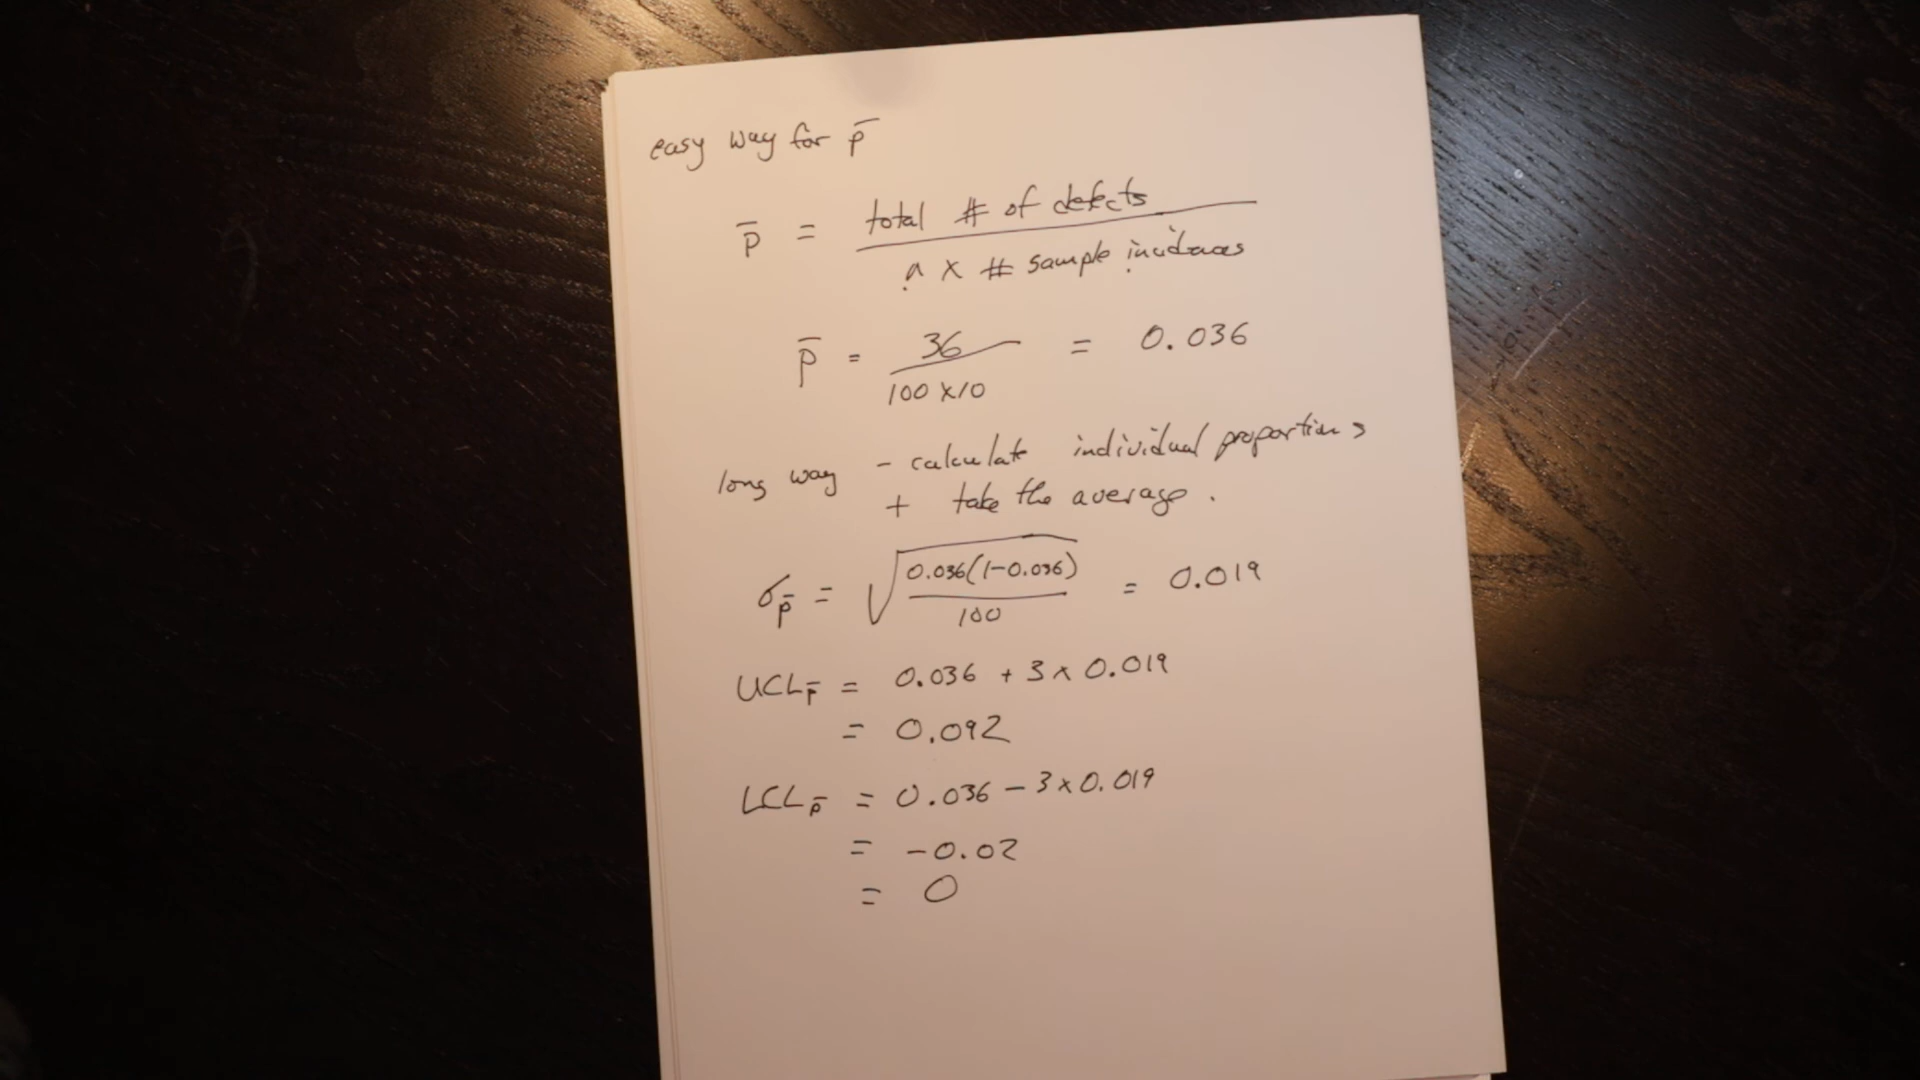 easy way for p̄
p̄ = total # of defects / n × # sample incidences
p̄ = 36 / 100 × 10 = 0.036
long way - calculate individual proportions
+ take the average.
σp̄ = √(0.036(1-0.036) / 100) = 0.019
UCLp̄ = 0.036 + 3 × 0.019
= 0.092
LCLp̄ = 0.036 - 3 × 0.019
= -0.02
= 0